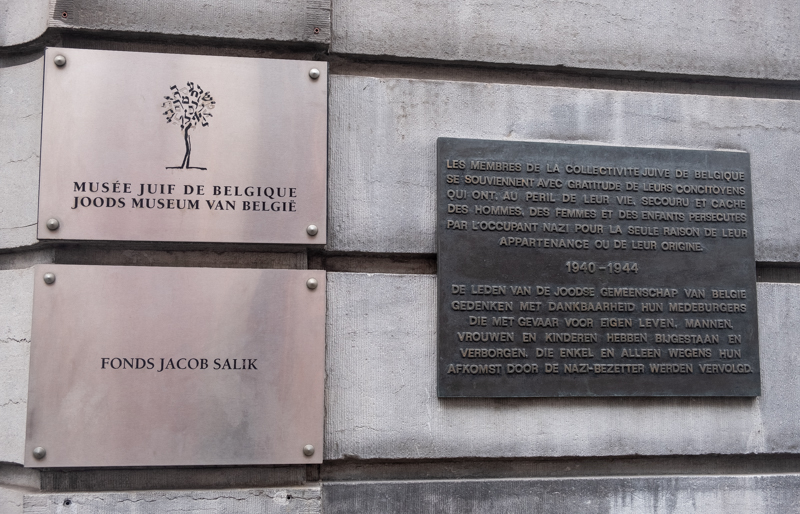 MUSÉE JUIF DE BELGIQUE
JOODS MUSEUM VAN BELGIË
FONDS JACOB SALIK
LES MEMBRES DE LA COLLECTIVITE JUIVE DE BELGIQUE
SE SOUVIENNENT AVEC GRATITUDE DE LEURS CONCITOYENS
QUI ONT, AU PERIL DE LEUR VIE, SECOURU ET CACHE
DES HOMMES, DES FEMMES ET DES ENFANTS PERSECUTES
PAR L'OCCUPANT NAZI POUR LA SEULE RAISON DE LEUR
APPARTENANCE OU DE LEUR ORIGINE.
1940-1944
DE LEDEN VAN DE JOODSE GEMEENSCHAP VAN BELGIE
GEDENKEN MET DANKBAARHEID HUN MEDEBURGERS
DIE MET GEVAAR VOOR EIGEN LEVEN, MANNEN,
VROUWEN EN KINDEREN HEBBEN BIJGESTAAN EN
VERBORGEN, DIE ENKEL EN ALLEEN WEGENS HUN
AFKOMST DOOR DE NAZI-BEZETTER WERDEN VERVOLGD.